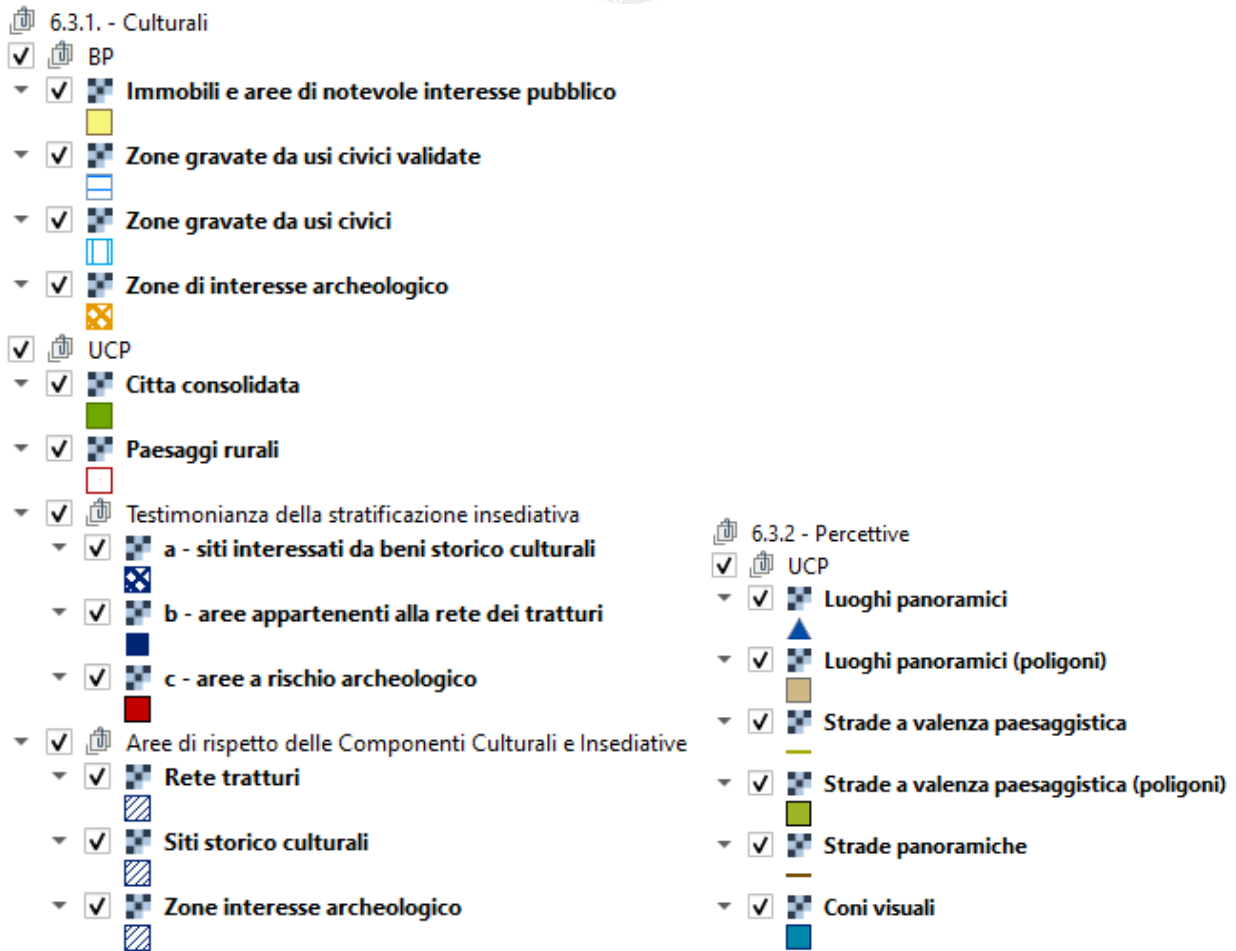 6.3.1. - Culturali
BP
Immobili e aree di notevole interesse pubblico
Zone gravate da usi civici validate
Zone gravate da usi civici
Zone di interesse archeologico
UCP
Citta consolidata
Paesaggi rurali
Testimonianza della stratificazione insediativa
a - siti interessati da beni storico culturali
b - aree appartenenti alla rete dei tratturi
c - aree a rischio archeologico
Aree di rispetto delle Componenti Culturali e Insediative
Rete tratturi
Siti storico culturali
Zone interesse archeologico
6.3.2 - Percettive
UCP
Luoghi panoramici
Luoghi panoramici (poligoni)
Strade a valenza paesaggistica
Strade a valenza paesaggistica (poligoni)
Strade panoramiche
Coni visuali